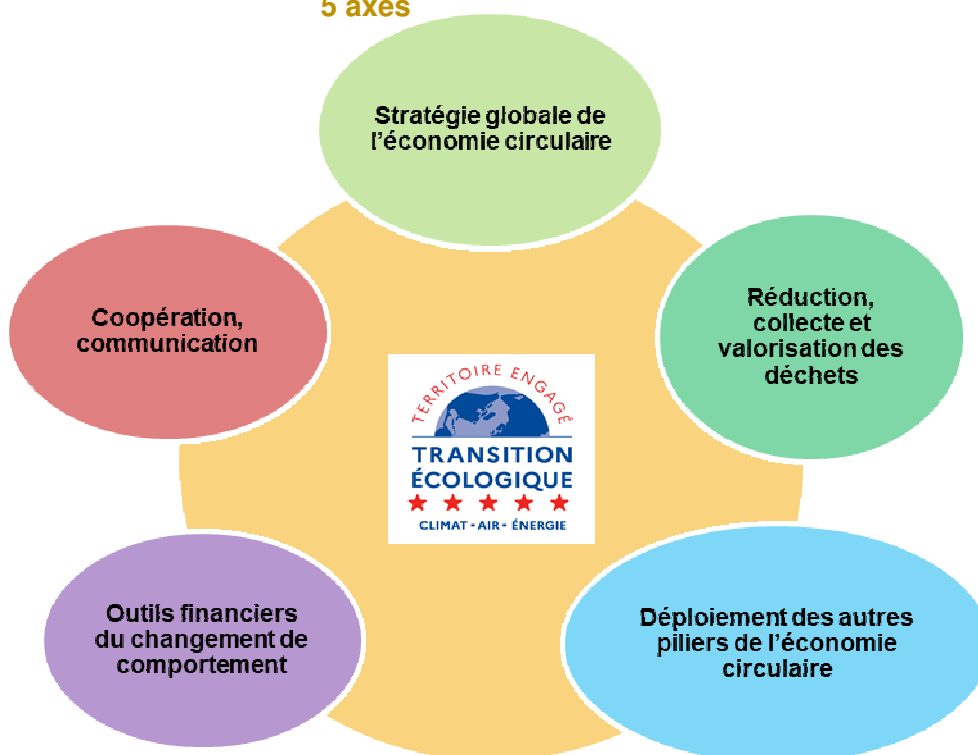 5 axes
Stratégie globale de
l'économie circulaire
Réduction,
collecte et
valorisation des
déchets
Déploiement des autres
piliers de l'économie
circulaire
Outils financiers
du changement de
comportement
Coopération,
communication
TERRITOIRE ENGAGÉ
TRANSITION
ÉCOLOGIQUE
CLIMAT - AIR - ÉNERGIE